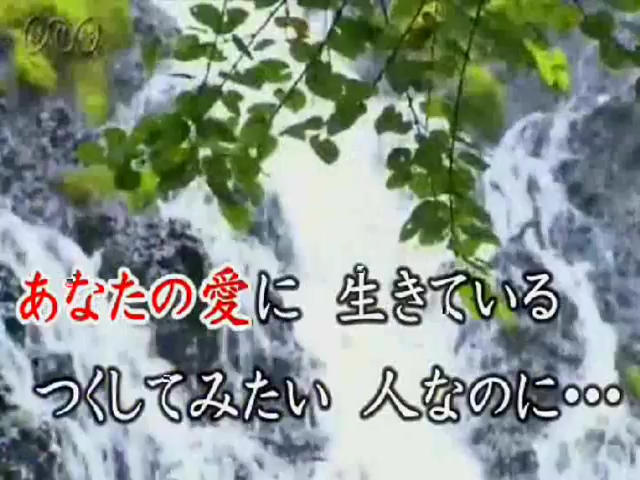 あなたの愛に 生きている
つくしてみたい 人なのに…